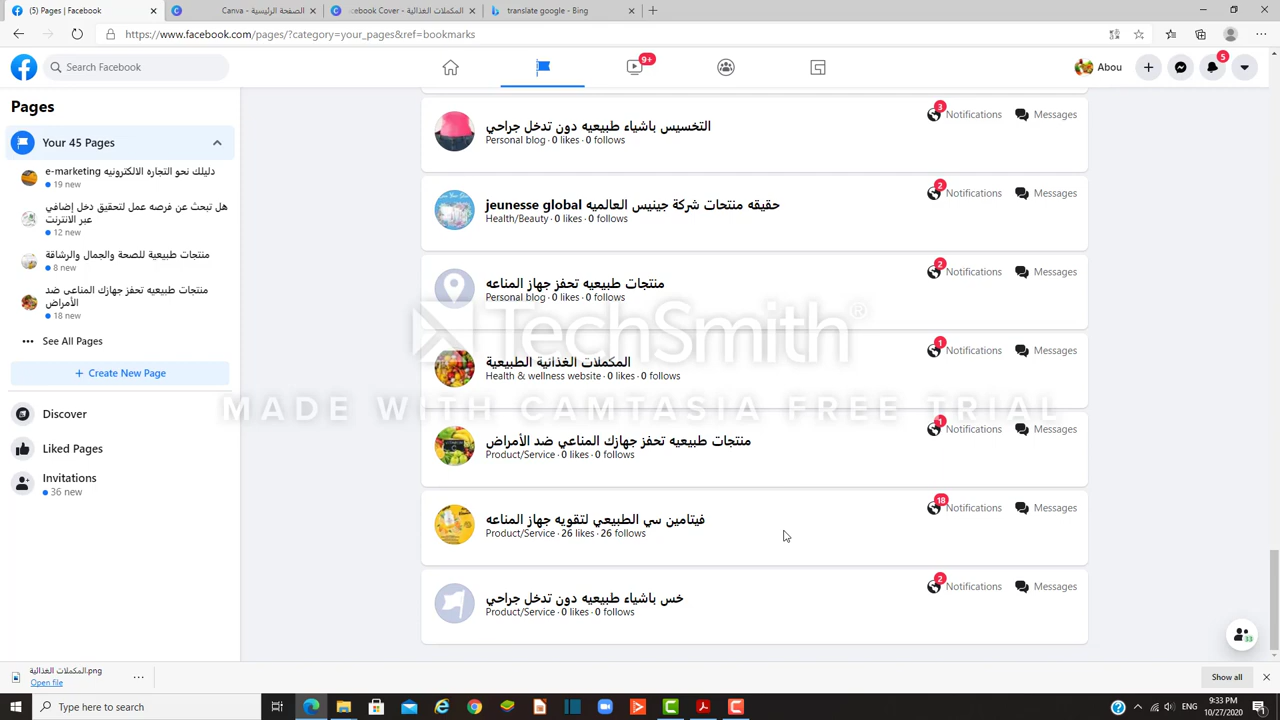 (5) Pages | Facebook
Canva - الصفحة الرئيسية
ebook Cover - المكملات الغذائية
translate google - Bing
https://www.facebook.com/pages/?category=your_pages&ref=bookmarks
Search Facebook
9+
Abou
5
Pages
Your 45 Pages
دليلك نحو التجاره الالكترونيه e-marketing
19 new
هل تبحث عن فرصه عمل لتحقيق دخل إضافي
عبر الانترنت
12 new
منتجات طبيعية للصحة والجمال والرشاقة
8 new
منتجات طبيعيه تحفز جهازك المناعي ضد
الأمراض
18 new
See All Pages
+ Create New Page
Discover
Liked Pages
Invitations
36 new
التخسيس باشياء طبيعيه دون تدخل جراحي
Personal blog · 0 likes · 0 follows
3 Notifications Messages
حقيقه منتحات شركة جينيس العالميه jeunesse global
Health/Beauty · 0 likes · 0 follows
2 Notifications Messages
منتجات طبيعيه تحفز جهاز المناعه
Personal blog · 0 likes · 0 follows
2 Notifications Messages
المكملات الغذائية الطبيعية
Health & wellness website · 0 likes · 0 follows
1 Notifications Messages
منتجات طبيعيه تحفز جهازك المناعي ضد الأمراض
Product/Service · 0 likes · 0 follows
1 Notifications Messages
فيتامين سي الطبيعي لتقويه جهاز المناعه
Product/Service · 26 likes · 26 follows
18 Notifications Messages
خس باشياء طبيعيه دون تدخل جراحي
Product/Service · 0 likes · 0 follows
2 Notifications Messages
TechSmith®
MADE WITH CAMTASIA FREE TRIAL
33
المكملات الغذائية.png
Open file
Show all
Type here to search
ENG
9:33 PM
10/27/2020
1